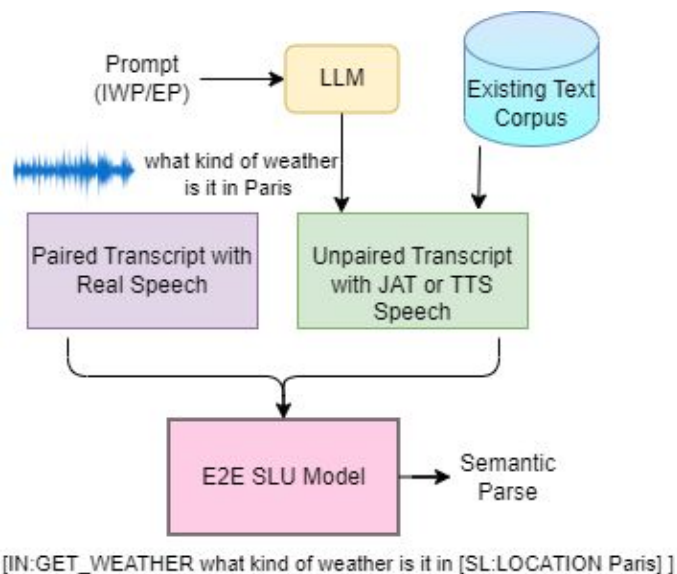 Prompt
(IWP/EP)
LLM
Existing Text
Corpus
what kind of weather
is it in Paris
Paired Transcript with
Real Speech
Unpaired Transcript
with JAT or TTS
Speech
E2E SLU Model
Semantic
Parse
[IN:GET_WEATHER what kind of weather is it in [SL:LOCATION Paris] ]